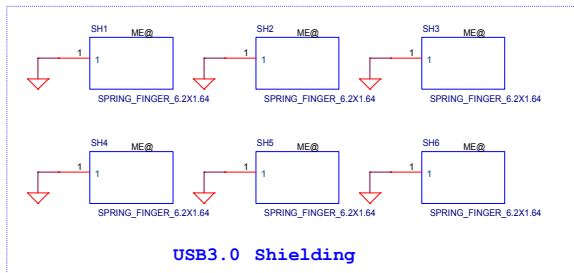 SH1 ME@ SH2 ME@ SH3 ME@
1 1 1 1 1 1
SPRING_FINGER_6.2X1.64 SPRING_FINGER_6.2X1.64 SPRING_FINGER_6.2X1.64
SH4 ME@ SH5 ME@ SH6 ME@
1 1 1 1 1 1
SPRING_FINGER_6.2X1.64 SPRING_FINGER_6.2X1.64 SPRING_FINGER_6.2X1.64
USB3.0 Shielding